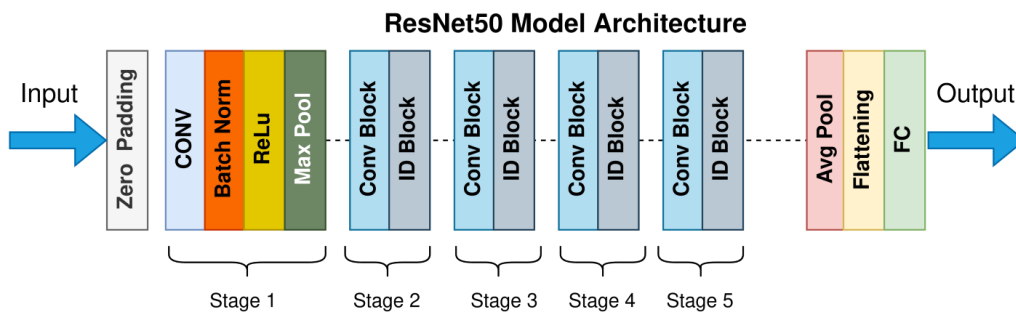 ResNet50 Model Architecture
Input
Zero Padding
CONV
Batch Norm
ReLu
Max Pool
Conv Block
ID Block
Conv Block
ID Block
Conv Block
ID Block
Conv Block
ID Block
Avg Pool
Flattening
FC
Output
Stage 1
Stage 2
Stage 3
Stage 4
Stage 5